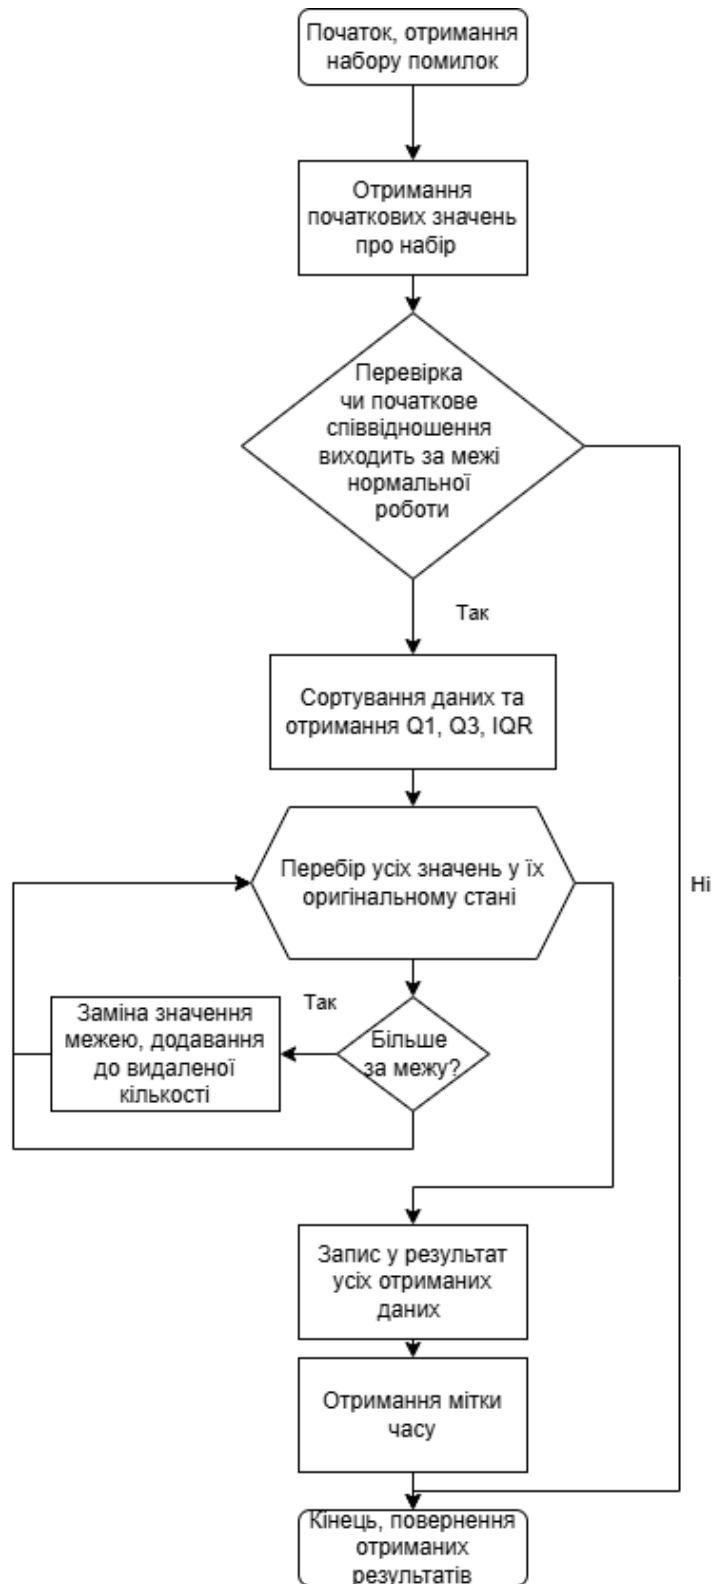 Початок, отримання
набору помилок
Отримання
початкових значень
про набір
Перевірка
чи початкове
співвідношення
виходить за межі
нормальної
роботи
Так
Сортування даних та
отримання Q1, Q3, IQR
Перебір усіх значень у їх
оригінальному стані
Ні
Так
Заміна значення
межею, додавання
до видаленої
кількості
Більше
за межу?
Запис у результат
усіх отриманих
даних
Отримання мітки
часу
Кінець, повернення
отриманих
результатів